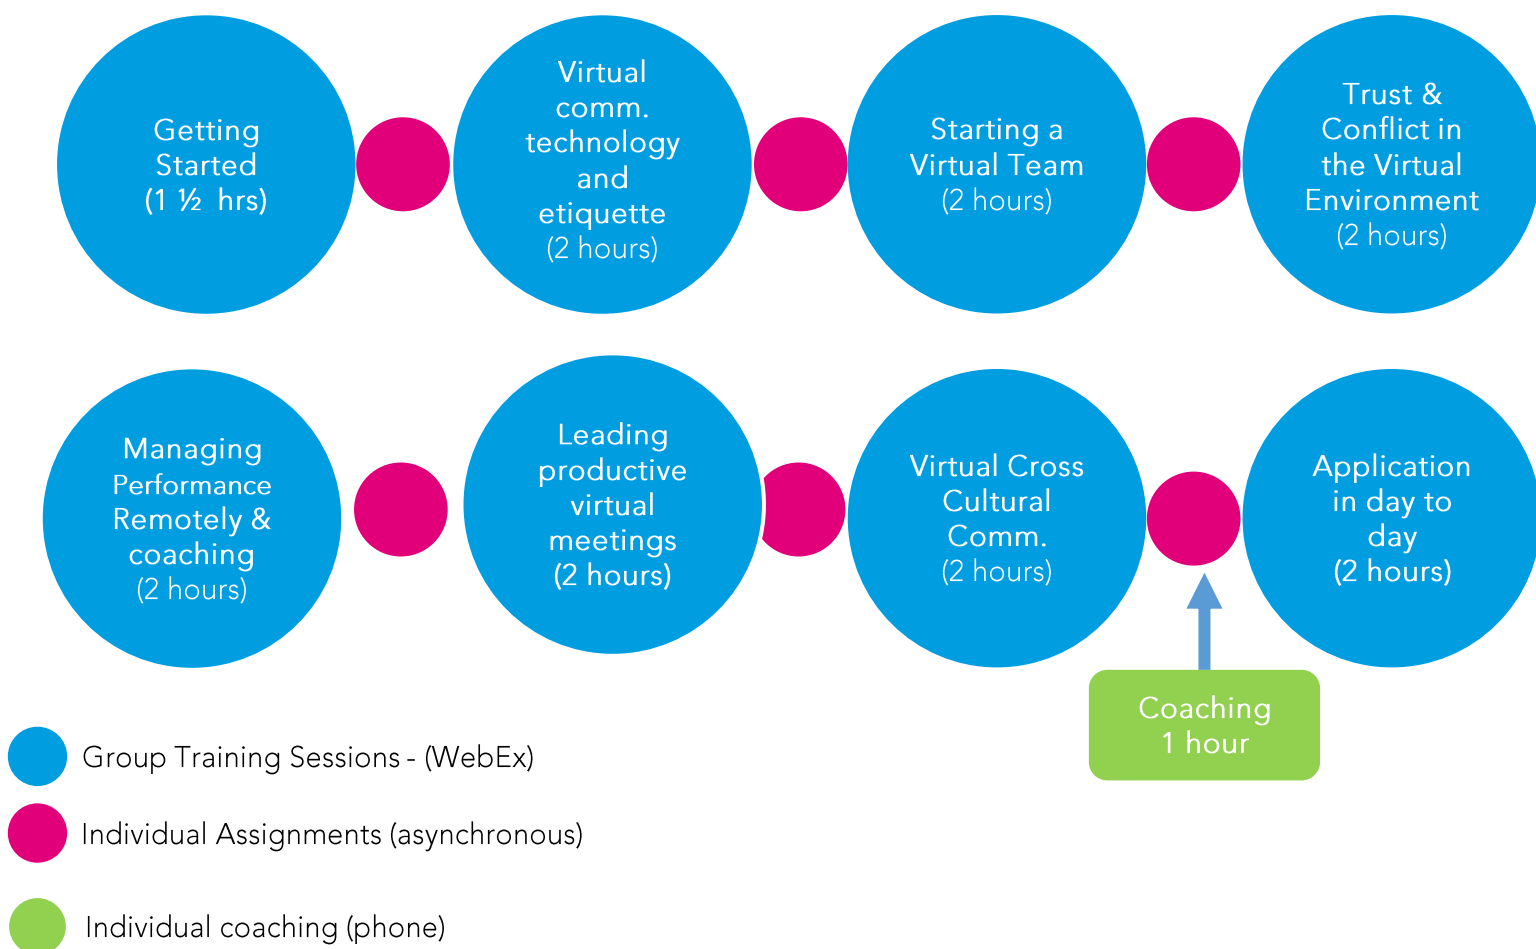 Getting
Started
(1 ½ hrs)
Virtual
comm.
technology
and
etiquette
(2 hours)
Starting a
Virtual Team
(2 hours)
Trust &
Conflict in
the Virtual
Environment
(2 hours)
Managing
Performance
Remotely &
coaching
(2 hours)
Leading
productive
virtual
meetings
(2 hours)
Virtual Cross
Cultural
Comm.
(2 hours)
Application
in day to
day
(2 hours)
Coaching
1 hour
Group Training Sessions - (WebEx)
Individual Assignments (asynchronous)
Individual coaching (phone)